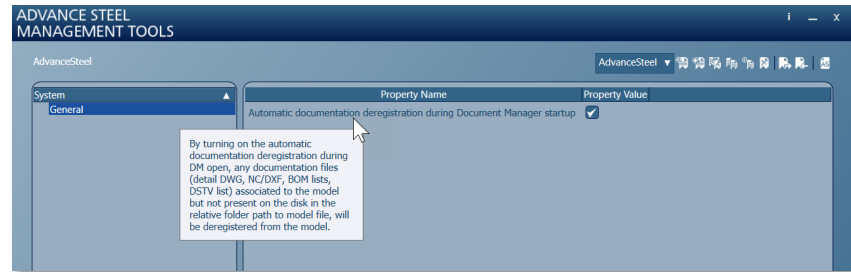 ADVANCE STEEL
MANAGEMENT TOOLS
i – x
AdvanceSteel
AdvanceSteel ▼
System ▲
General
Property Name
Property Value
Automatic documentation deregistration during Document Manager startup
By turning on the automatic
documentation deregistration during
DM open, any documentation files
(detail DWG, NC/DXF, BOM lists,
DSTV list) associated to the model
but not present on the disk in the
relative folder path to model file, will
be deregistered from the model.